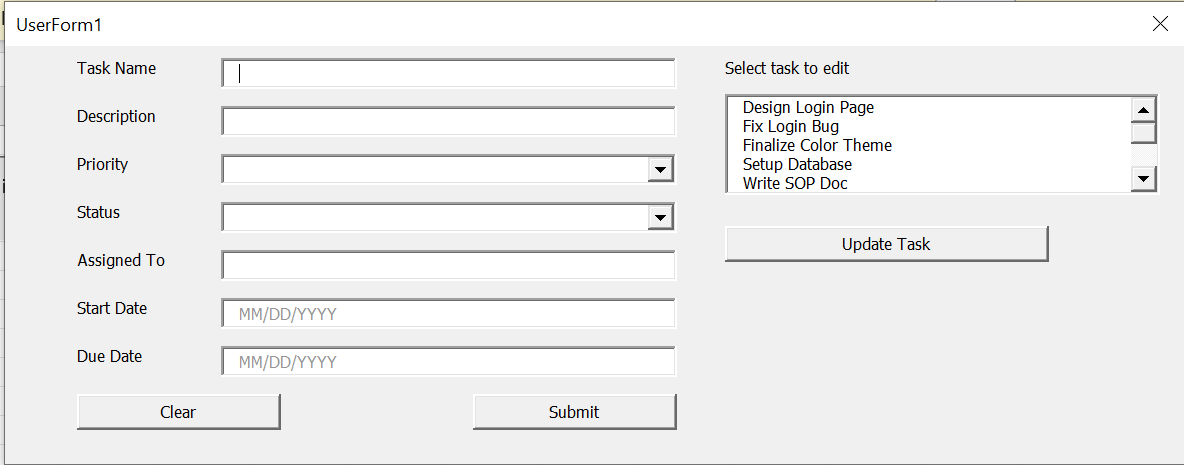 UserForm1
Task Name
Description
Priority
Status
Assigned To
Start Date
MM/DD/YYYY
Due Date
MM/DD/YYYY
Clear
Submit
Select task to edit
Design Login Page
Fix Login Bug
Finalize Color Theme
Setup Database
Write SOP Doc
Update Task